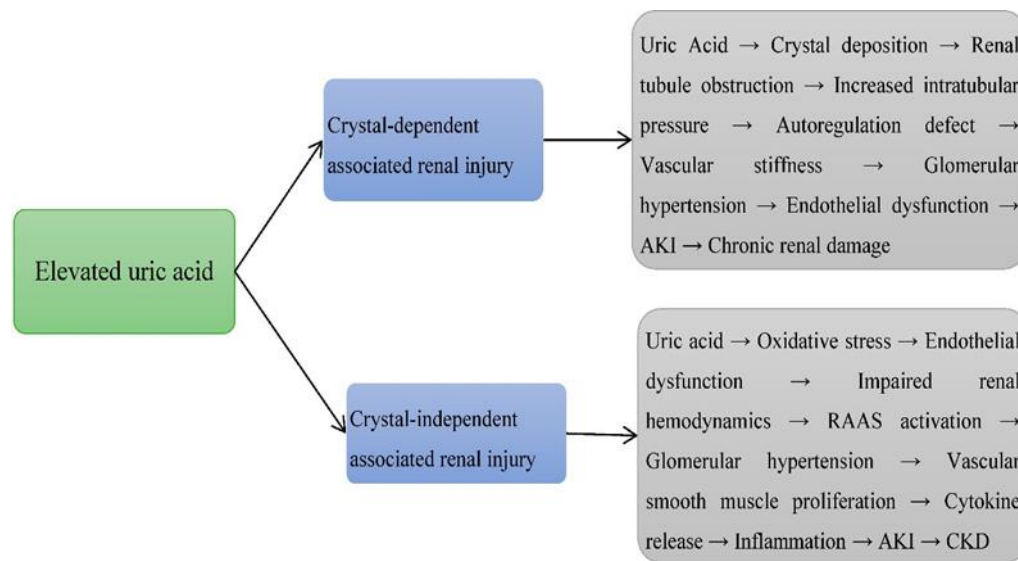 Elevated uric acid
Crystal-dependent
associated renal injury
Uric Acid → Crystal deposition → Renal
tubule obstruction → Increased intratubular
pressure → Autoregulation defect →
Vascular stiffness → Glomerular
hypertension → Endothelial dysfunction →
AKI → Chronic renal damage
Crystal-independent
associated renal injury
Uric acid → Oxidative stress → Endothelial
dysfunction → Impaired renal
hemodynamics → RAAS activation →
Glomerular hypertension → Vascular
smooth muscle proliferation → Cytokine
release → Inflammation → AKI → CKD